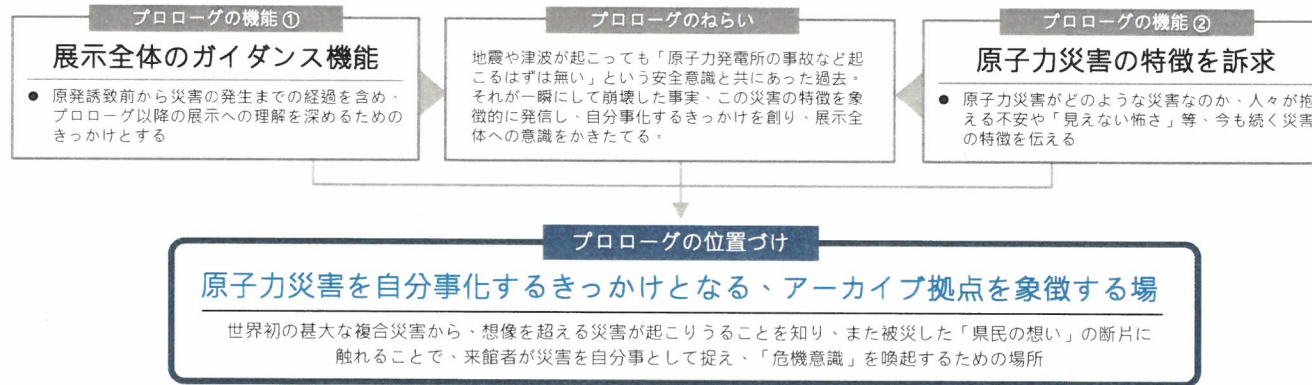 プロローグの機能①
展示全体のガイダンス機能
● 原発誘致前から災害の発生までの経過を含め、
プロローグ以降の展示への理解を深めるための
きっかけとする
プロローグのねらい
地震や津波が起こっても「原子力発電所の事故など起
こるはずは無い」という安全意識と共にあった過去。
それが一瞬にして崩壊した事実、この災害の特徴を象
徴的に発信し、自分事化するきっかけを創り、展示全
体への意識をかきたてる。
プロローグの機能②
原子力災害の特徴を訴求
● 原子力災害がどのような災害なのか、人々が抱
える不安や「見えない怖さ」等、今も続く災害
の特徴を伝える
プロローグの位置づけ
原子力災害を自分事化するきっかけとなる、アーカイブ拠点を象徴する場
世界初の甚大な複合災害から、想像を超える災害が起こりうることを知り、また被災した「県民の想い」の断片に
触れることで、来館者が災害を自分事として捉え、「危機意識」を喚起するための場所